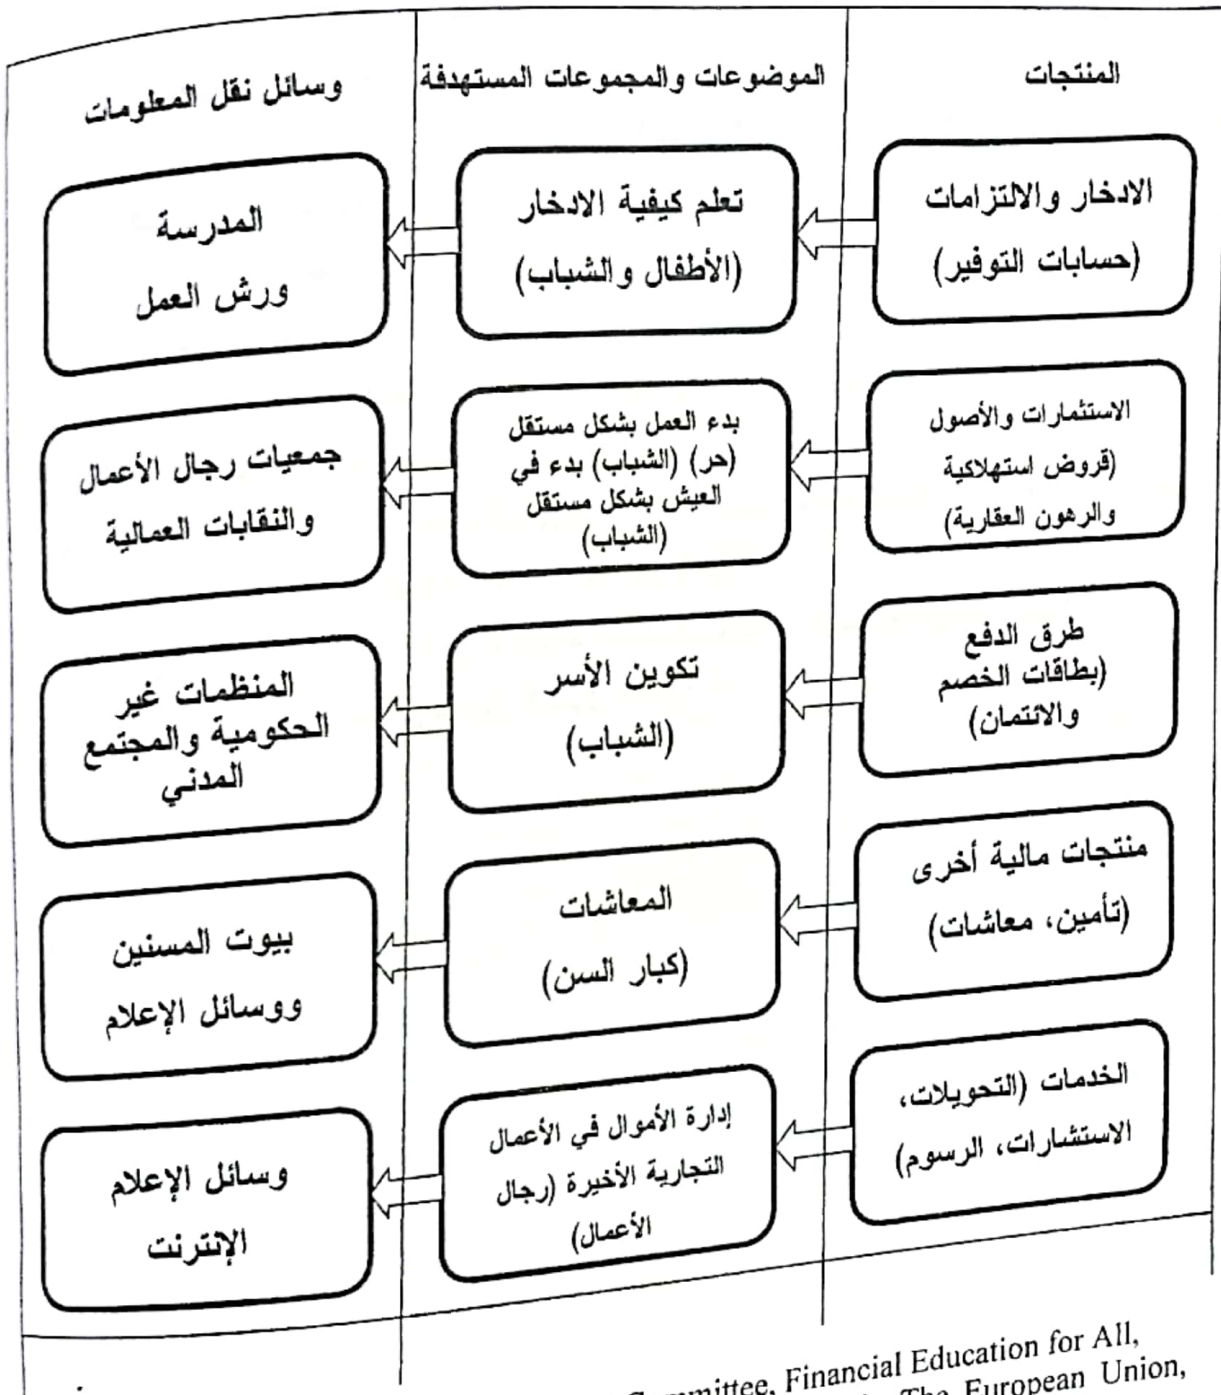 المنتجات
الموضوعات والمجموعات المستهدفة
وسائل نقل المعلومات
الادخار والالتزامات
(حسابات التوفير)
تعلم كيفية الادخار
(الأطفال والشباب)
المدرسة
ورش العمل
الاستثمارات والأصول
(قروض استهلاكية
والرهون العقارية)
بدء العمل بشكل مستقل
(حر) (الشباب) بدء في
العيش بشكل مستقل
(الشباب)
جمعيات رجال الأعمال
والنقابات العمالية
طرق الدفع
(بطاقات الخصم
والائتمان)
تكوين الأسر
(الشباب)
المنظمات غير
الحكومية والمجتمع
المدني
منتجات مالية أخرى
(تأمين، معاشات)
المعاشات
(كبار السن)
بيوت المسنين
ووسائل الإعلام
الخدمات (التحويلات،
الاستشارات، الرسوم)
إدارة الأموال في الأعمال
التجارية الأخيرة (رجال
الأعمال)
وسائل الإعلام
الإنترنت
Committee, Financial Education for All,
The European Union,